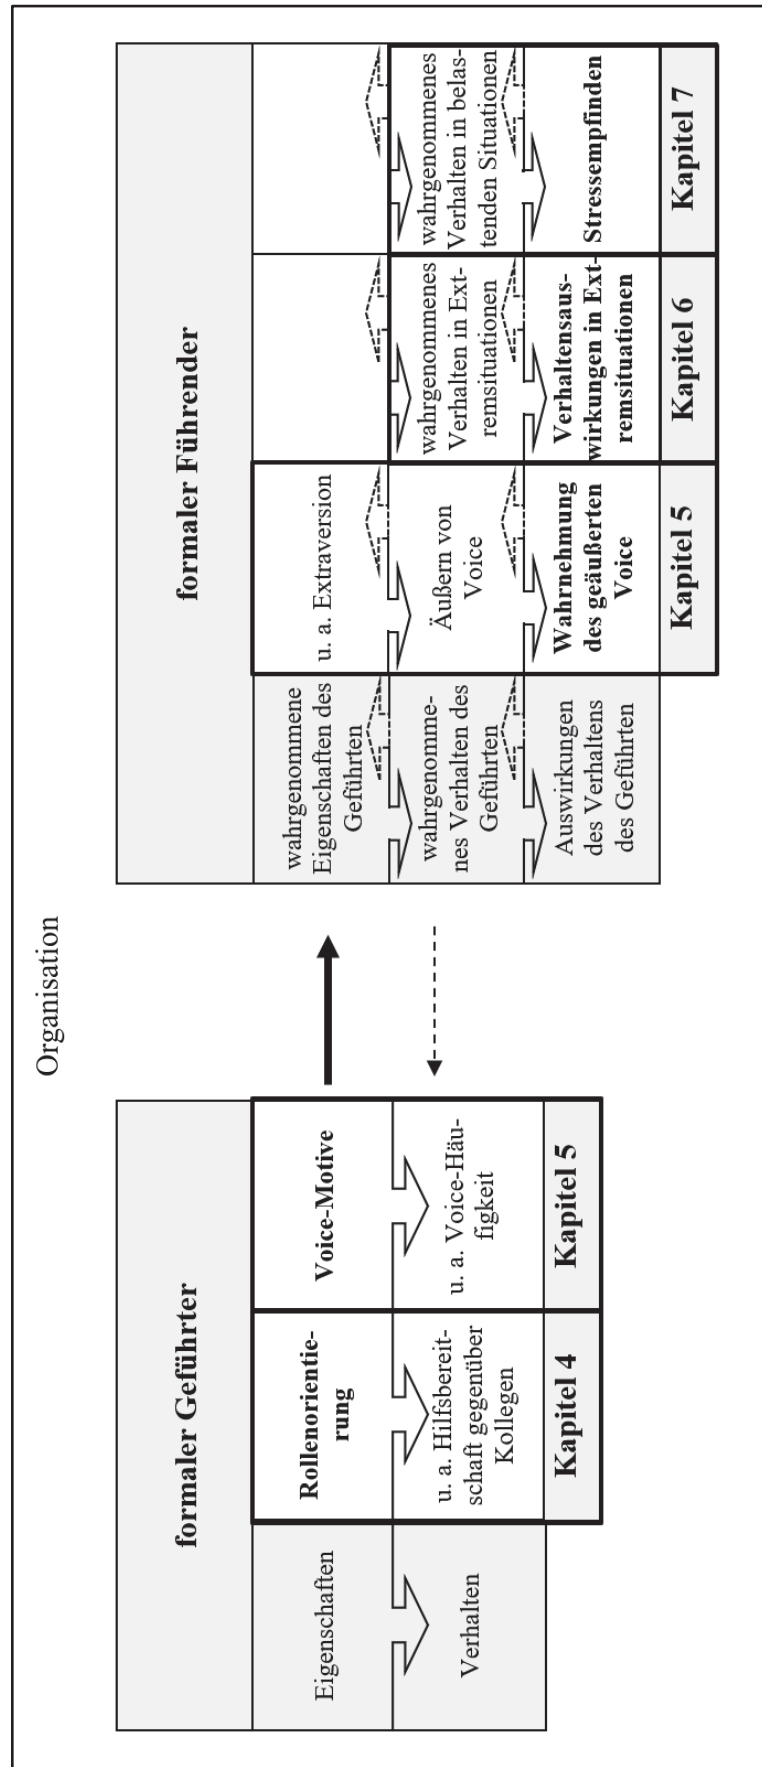 Organisation
formaler Geführter
Eigenschaften
Rollenorientie-
rung
Voice-Motive
Verhalten
u. a. Hilfsbereit-
schaft gegenüber
Kollegen
u. a. Voice-Häu-
figkeit
Kapitel 4
Kapitel 5
formaler Führender
wahrgenommene
Eigenschaften des
Geführten
u. a. Extraversion
wahrgenomme-
nes Verhalten des
Geführten
Äußern von
Voice
wahrgenommenes
Verhalten in Ext-
remsituationen
wahrgenommenes
Verhalten in belas-
tenden Situationen
Auswirkungen
des Verhaltens
des Geführten
Wahrnehmung
des geäußerten
Voice
Verhaltensaus-
wirkungen in Ext-
remsituationen
Stressempfinden
Kapitel 5
Kapitel 6
Kapitel 7